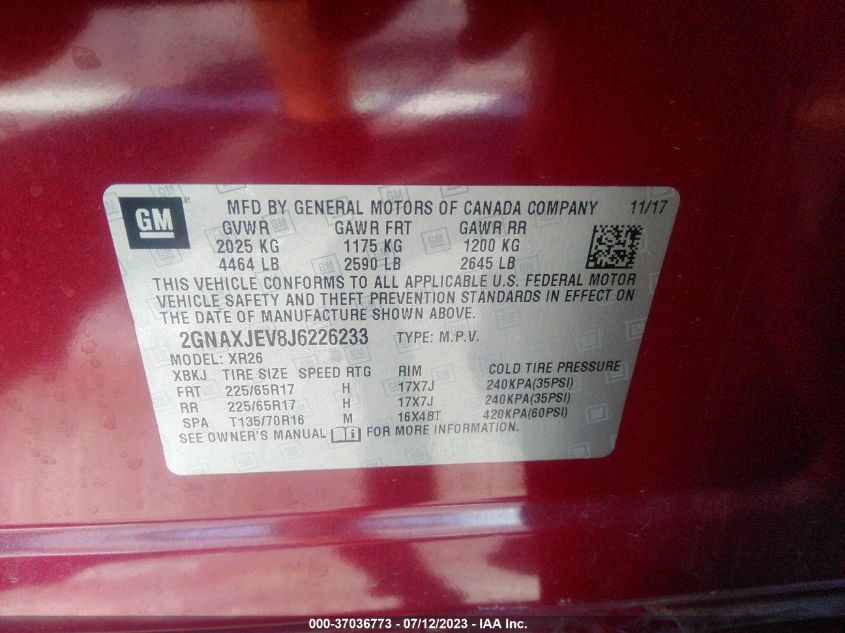 GM
MFD BY GENERAL MOTORS OF CANADA COMPANY 11/17
GVWR GAWR FRT GAWR RR
2025 KG 1175 KG 1200 KG
4464 LB 2590 LB 2645 LB
THIS VEHICLE CONFORMS TO ALL APPLICABLE U.S. FEDERAL MOTOR
VEHICLE SAFETY AND THEFT PREVENTION STANDARDS IN EFFECT ON
THE DATE OF MANUFACTURE SHOWN ABOVE.
2GNAXJEV8J6226233 TYPE: M.P.V.
MODEL: XR26
XBKJ TIRE SIZE SPEED RTG RIM COLD TIRE PRESSURE
FRT 225/65R17 H 17X7J 240KPA(35PSI)
RR 225/65R17 H 17X7J 240KPA(35PSI)
SPA T135/70R16 M 16X4BT 420KPA(60PSI)
SEE OWNER'S MANUAL FOR MORE INFORMATION.
000-37036773 - 07/12/2023 - IAA Inc.